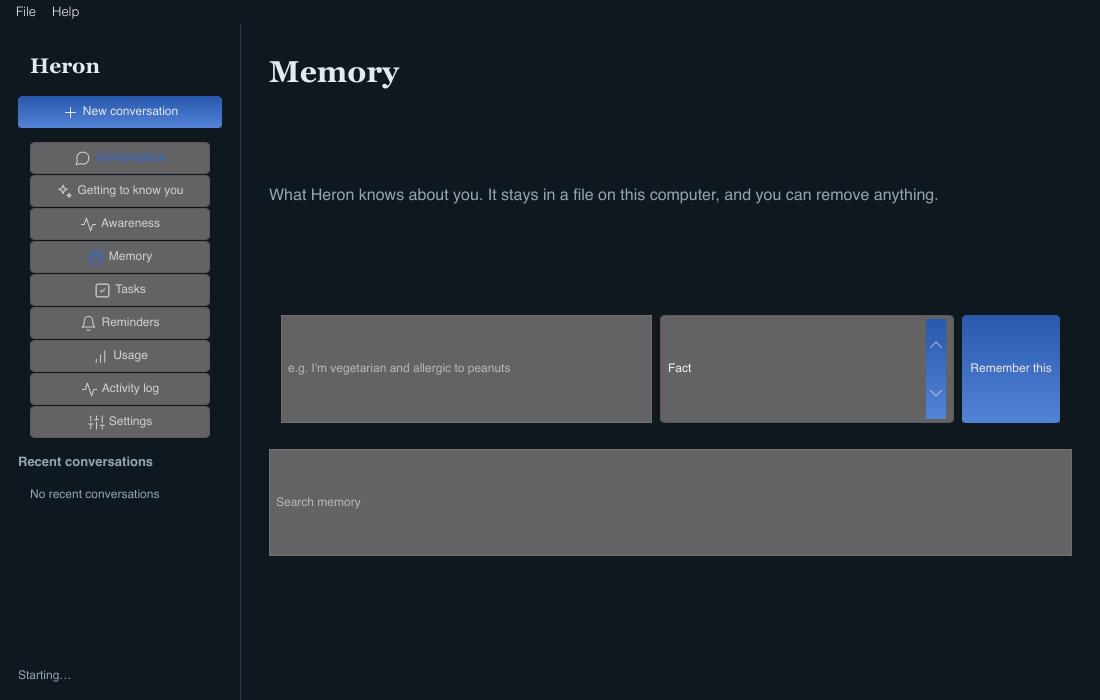 File Help
Heron
New conversation
Getting to know you
Awareness
Memory
Tasks
Reminders
Usage
Activity log
Settings
Recent conversations
No recent conversations
Starting…
Memory
What Heron knows about you. It stays in a file on this computer, and you can remove anything.
e.g. I'm vegetarian and allergic to peanuts
Fact
Remember this
Search memory